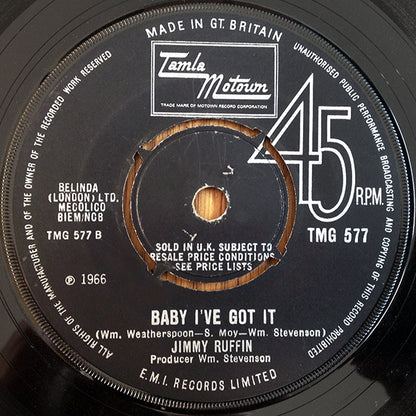 MADE IN GT. BRITAIN
UNAUTHORISED PUBLIC PERFORMANCE BROADCASTING AND COPYING OF THIS RECORD PROHIBITED
ALL RIGHTS OF THE MANUFACTURER AND OF THE OWNER OF THE RECORDED WORK RESERVED
Tamla
Motown
TRADE MARK OF MOTOWN RECORD CORPORATION
45
R.P.M.
BELINDA
(LONDON) LTD.
MECOLICO
BIEM/NCB
TMG 577 B
TMG 577
SOLD IN U.K. SUBJECT TO
RESALE PRICE CONDITIONS
SEE PRICE LISTS
℗ 1966
BABY I'VE GOT IT
(Wm. Weatherspoon—S. Moy—Wm. Stevenson)
JIMMY RUFFIN
Producer Wm. Stevenson
E.M.I. RECORDS LIMITED